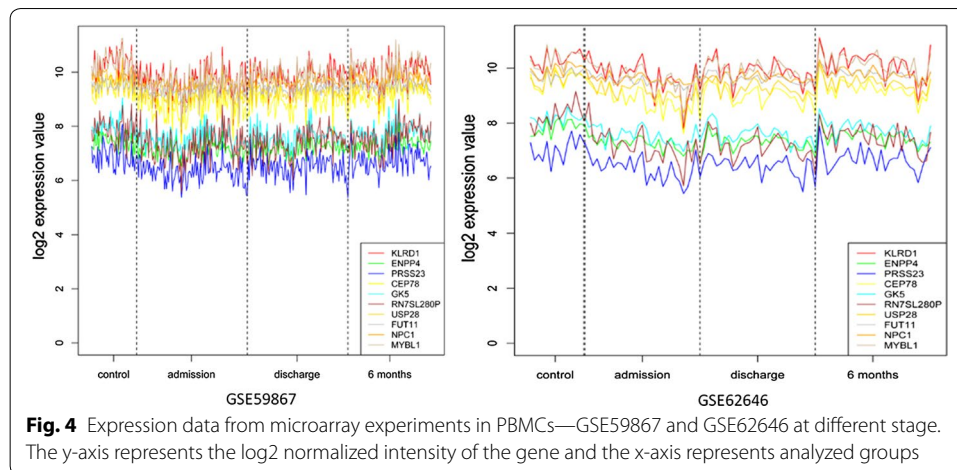 log2 expression value
10
8
6
4
2
0
KLRD1
ENPP4
PRSS23
CEP78
GK5
RN7SL280P
USP28
FUT11
NPC1
MYBL1
control admission discharge 6 months
GSE59867
log2 expression value
10
8
6
4
2
0
KLRD1
ENPP4
PRSS23
CEP78
GK5
RN7SL280P
USP28
FUT11
NPC1
MYBL1
control admission discharge 6 months
GSE62646
Fig. 4 Expression data from microarray experiments in PBMCs—GSE59867 and GSE62646 at different stage.
The y-axis represents the log2 normalized intensity of the gene and the x-axis represents analyzed groups